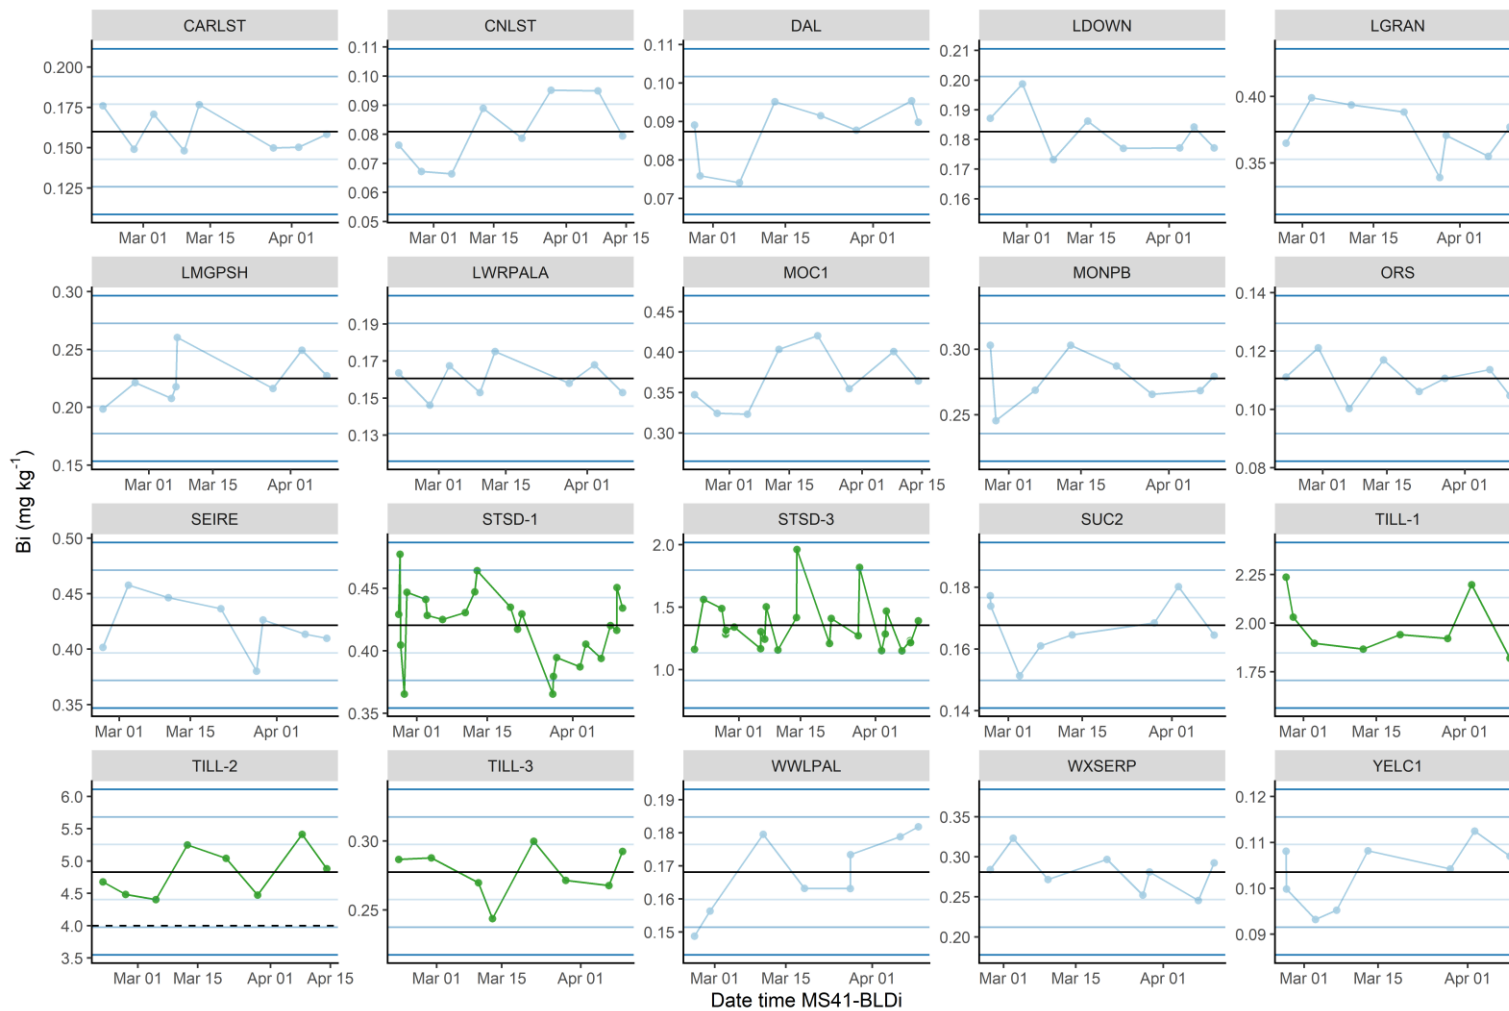 CARLST CNLST DAL LDOWN LGRAN
0.200 0.175 0.150 0.125
0.11 0.10 0.09 0.08 0.07 0.06 0.05
0.11 0.10 0.09 0.08 0.07
0.21 0.20 0.19 0.18 0.17 0.16
0.40 0.35
Mar 01 Mar 15 Apr 01
Mar 01 Mar 15 Apr 01 Apr 15
Mar 01 Mar 15 Apr 01
Mar 01 Mar 15 Apr 01
Mar 01 Mar 15 Apr 01
LMGPSH LWRPALA MOC1 MONPB ORS
0.30 0.25 0.20 0.15
0.19 0.17 0.15 0.13
0.45 0.40 0.35 0.30
0.30 0.25
0.14 0.12 0.10 0.08
Mar 01 Mar 15 Apr 01
Mar 01 Mar 15 Apr 01
Mar 01 Mar 15 Apr 01 Apr 15
Mar 01 Mar 15 Apr 01
Mar 01 Mar 15 Apr 01
Bi (mg kg⁻¹)
SEIRE STSD-1 STSD-3 SUC2 TILL-1
0.50 0.45 0.40 0.35
0.45 0.40 0.35
2.0 1.5 1.0
0.18 0.16 0.14
2.25 2.00 1.75
Mar 01 Mar 15 Apr 01
Mar 01 Mar 15 Apr 01
Mar 01 Mar 15 Apr 01
Mar 01 Mar 15 Apr 01
Mar 01 Mar 15 Apr 01
TILL-2 TILL-3 WWLPAL WXSERP YELC1
6.0 5.5 5.0 4.5 4.0 3.5
0.30 0.25
0.19 0.18 0.17 0.16 0.15
0.35 0.30 0.25 0.20
0.12 0.11 0.10 0.09
Mar 01 Mar 15 Apr 01 Apr 15
Mar 01 Mar 15 Apr 01
Mar 01 Mar 15 Apr 01
Mar 01 Mar 15 Apr 01
Mar 01 Mar 15 Apr 01
Date time MS41-BLDi